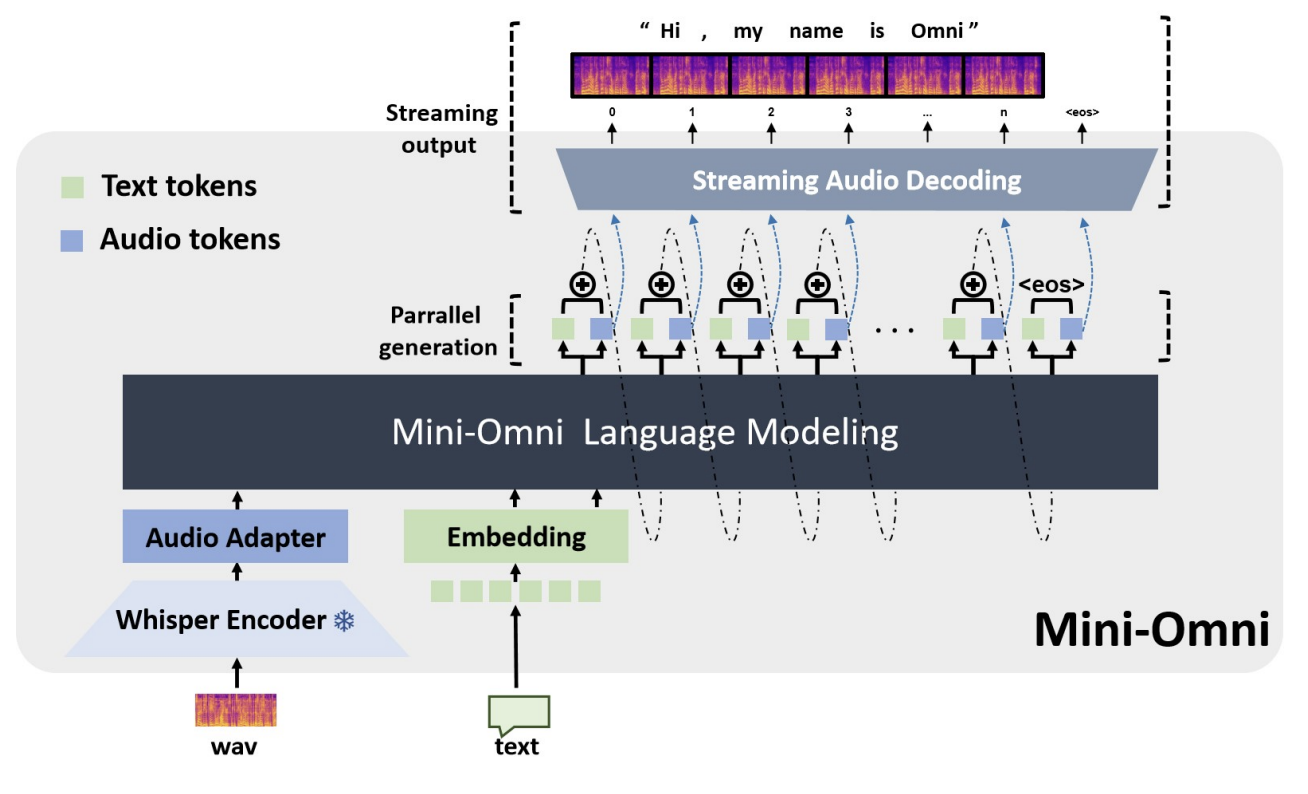 “ Hi , my name is Omni ”
0 1 2 3 ... n <eos>
Streaming
output
Streaming Audio Decoding
Text tokens
Audio tokens
<eos>
Parrallel
generation
. . .
Mini-Omni Language Modeling
Audio Adapter
Embedding
Whisper Encoder
Mini-Omni
wav
text